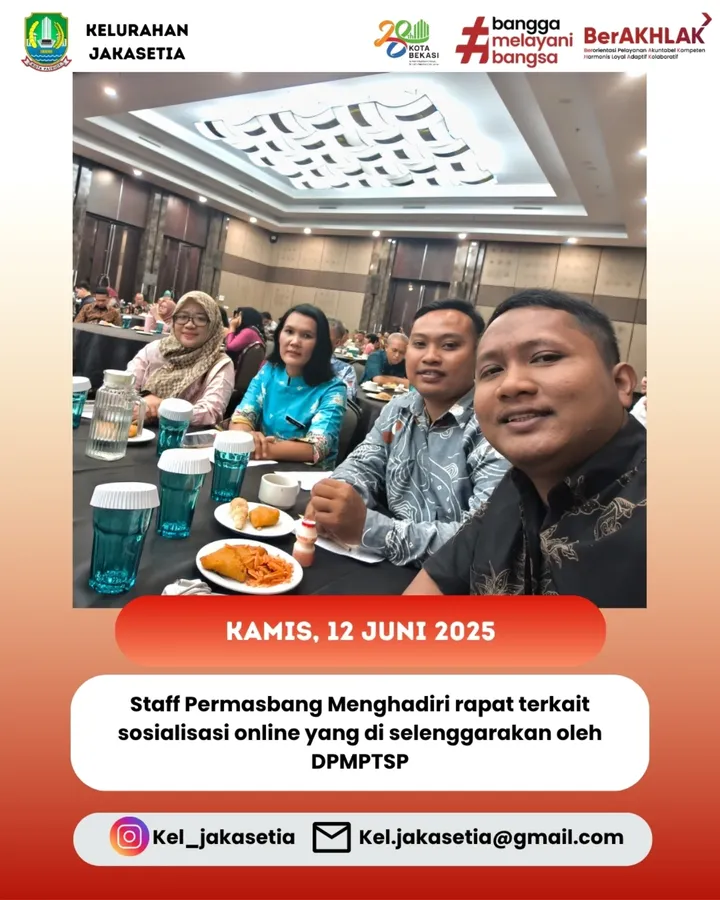 KELURAHAN
JAKASETIA
28 KOTA
BEKASI
#bangga
melayani
bangsa
BerAKHLAK
Berorientasi Pelayanan Akuntabel Kompeten
Harmonis Loyal Adaptif Kolaboratif
KAMIS, 12 JUNI 2025
Staff Permasbang Menghadiri rapat terkait
sosialisasi online yang di selenggarakan oleh
DPMPTSP
Kel_jakasetia
Kel.jakasetia@gmail.com